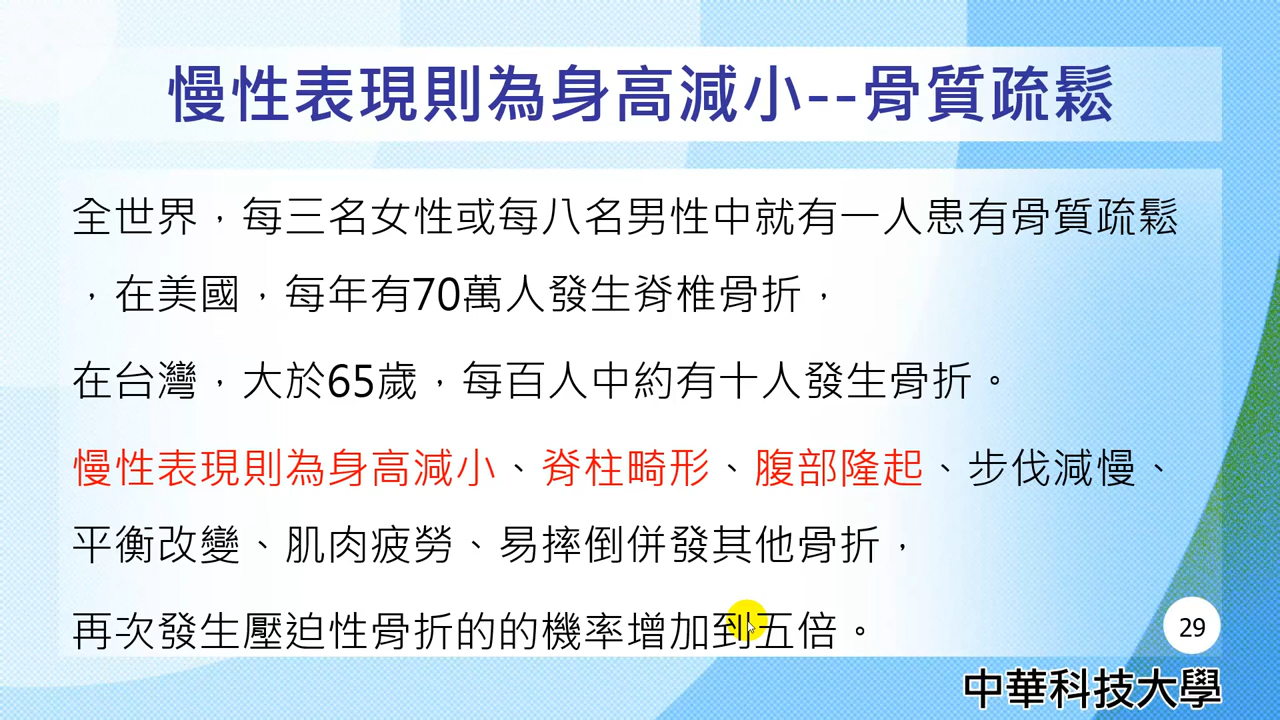 慢性表現則為身高減小--骨質疏鬆
全世界，每三名女性或每八名男性中就有一人患有骨質疏鬆
，在美國，每年有70萬人發生脊椎骨折，
在台灣，大於65歲，每百人中約有十人發生骨折。
慢性表現則為身高減小、脊柱畸形、腹部隆起、步伐減慢、
平衡改變、肌肉疲勞、易摔倒併發其他骨折，
再次發生壓迫性骨折的的機率增加到五倍。
29
中華科技大學